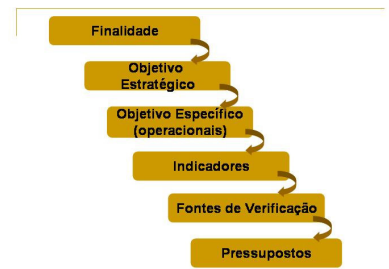 Finalidade
Objetivo
Estratégico
Objetivo Específico
(operacionais)
Indicadores
Fontes de Verificação
Pressupostos